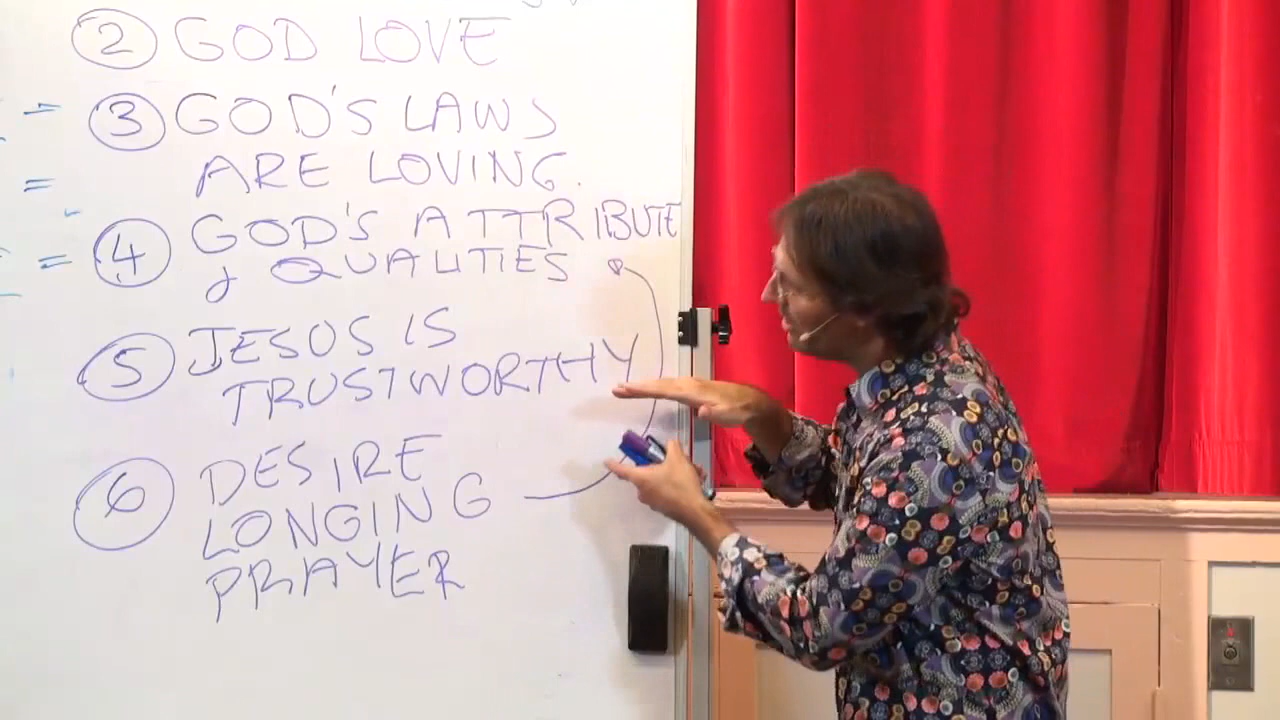 2 GOD LOVE
3 GOD'S LAWS
ARE LOVING.
4 GOD'S ATTRIBUTE
& QUALITIES
5 JESUS IS
TRUSTWORTHY
6 DESIRE
LONGING
PRAYER